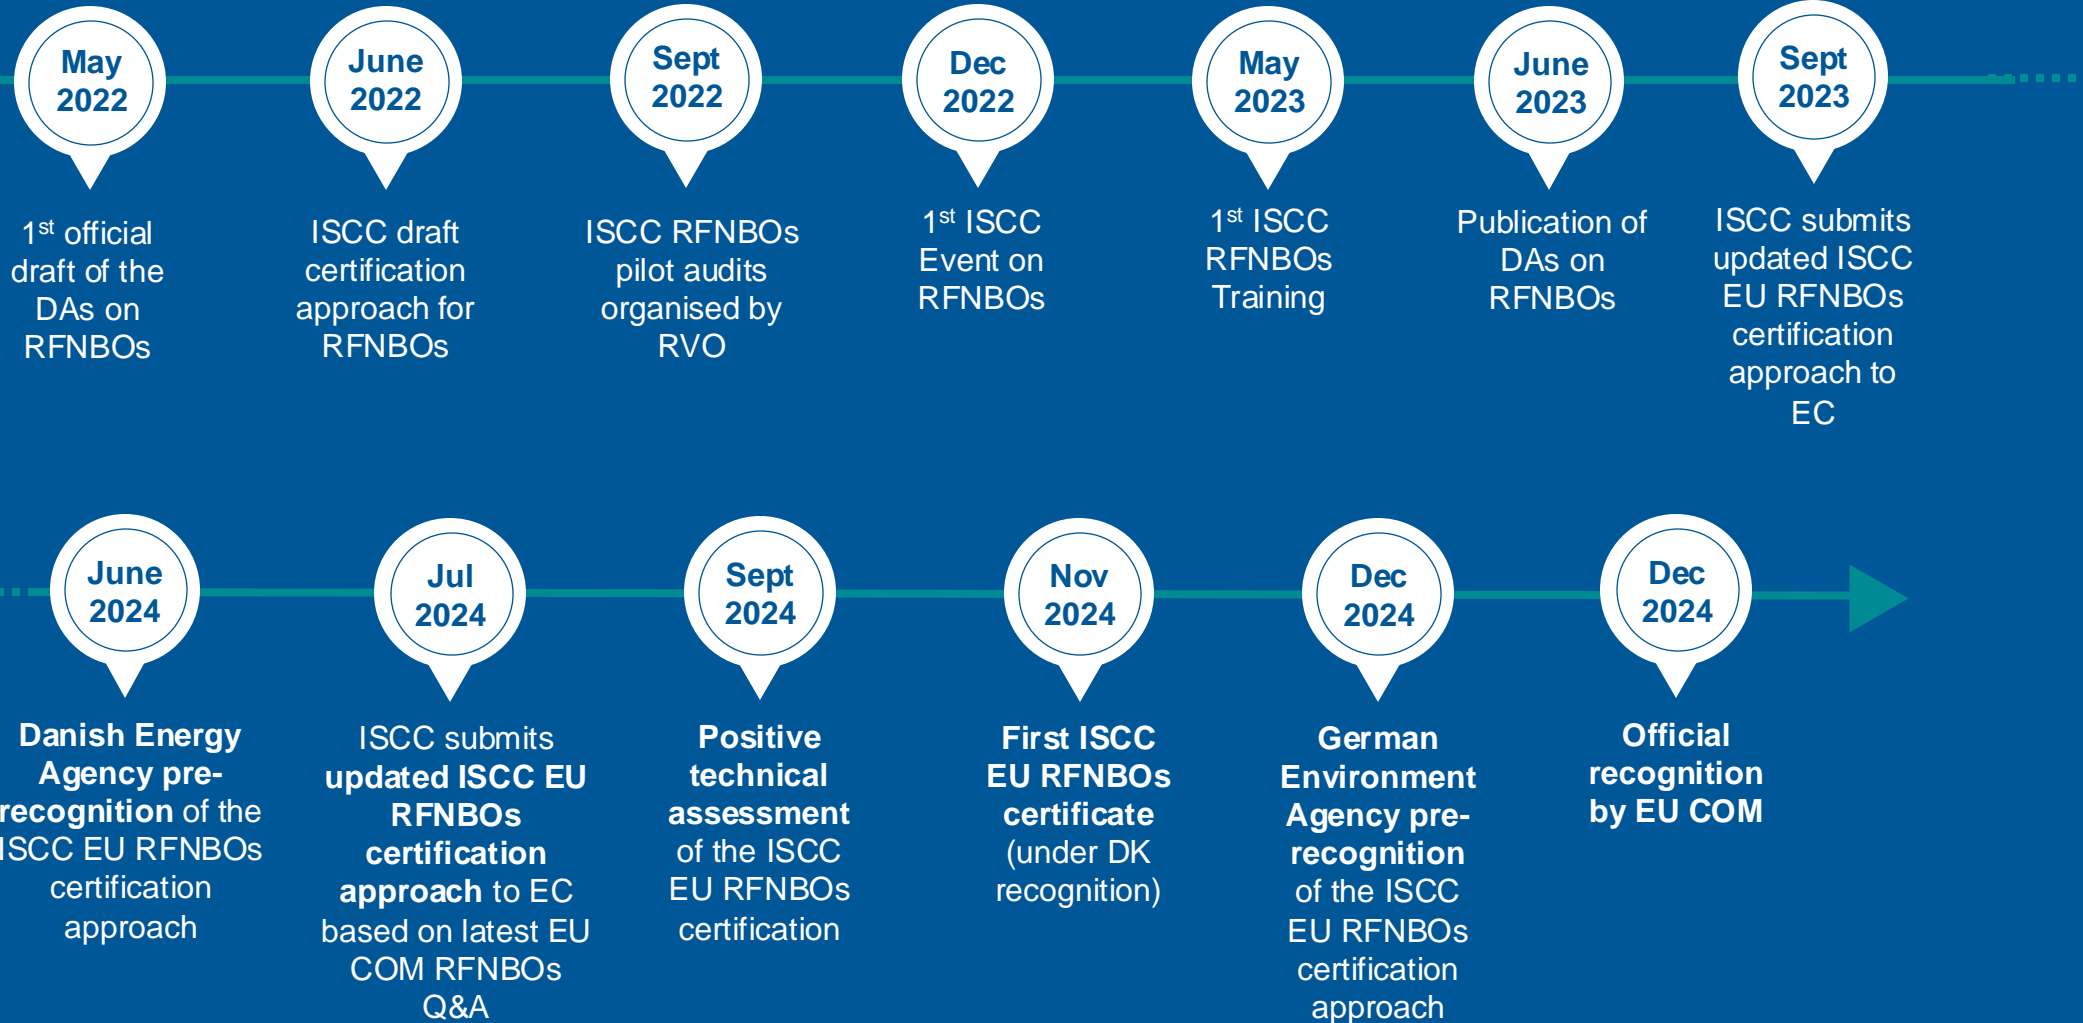 May
2022
1st official
draft of the
DAs on
RFNBOs
June
2022
ISCC draft
certification
approach for
RFNBOs
Sept
2022
ISCC RFNBOs
pilot audits
organised by
RVO
Dec
2022
1st ISCC
Event on
RFNBOs
May
2023
1st ISCC
RFNBOs
Training
June
2023
Publication of
DAs on
RFNBOs
Sept
2023
ISCC submits
updated ISCC
EU RFNBOs
certification
approach to
EC
June
2024
Danish Energy
Agency pre-
recognition of the
ISCC EU RFNBOs
certification
approach
Jul
2024
ISCC submits
updated ISCC EU
RFNBOs
certification
approach to EC
based on latest EU
COM RFNBOs
Q&A
Sept
2024
Positive
technical
assessment
of the ISCC
EU RFNBOs
certification
Nov
2024
First ISCC
EU RFNBOs
certificate
(under DK
recognition)
Dec
2024
German
Environment
Agency pre-
recognition
of the ISCC
EU RFNBOs
certification
approach
Dec
2024
Official
recognition
by EU COM